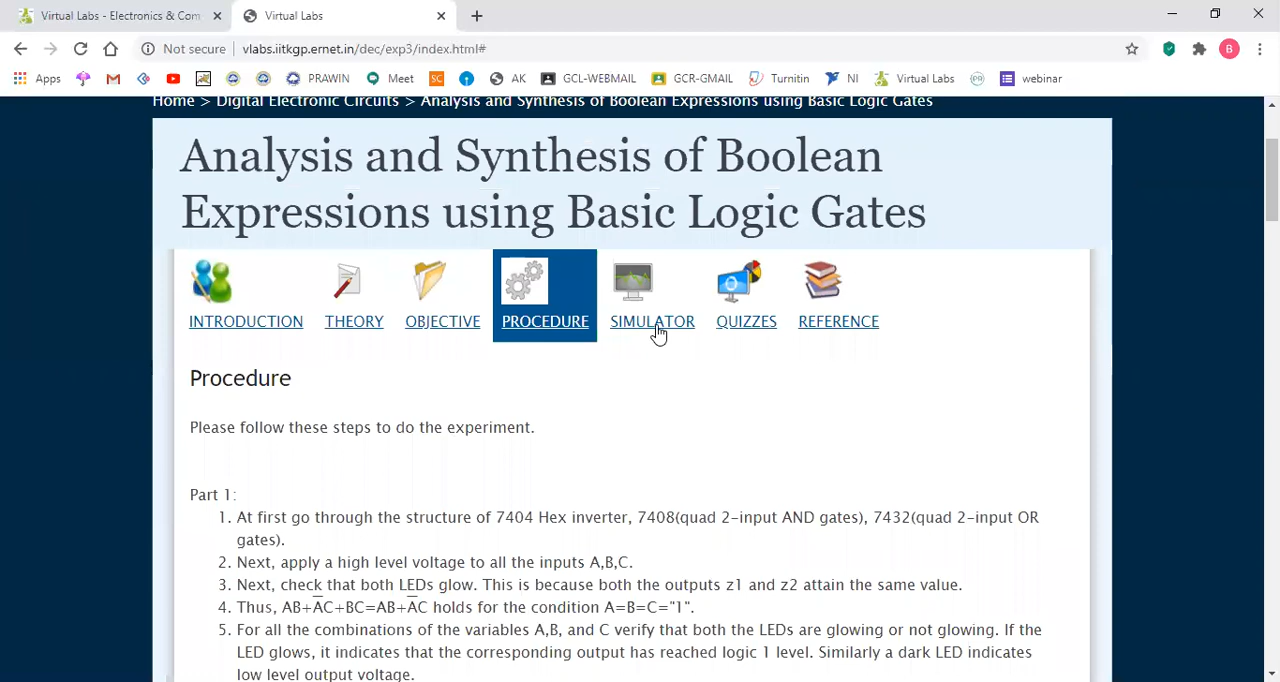 Virtual Labs - Electronics & Com
Virtual Labs
Not secure
vlabs.iitkgp.ernet.in/dec/exp3/index.html#
B
Apps
PRAWIN
Meet
SC
AK
GCL-WEBMAIL
GCR-GMAIL
Turnitin
NI
Virtual Labs
webinar
Home > Digital Electronic Circuits > Analysis and Synthesis of Boolean Expressions using Basic Logic Gates
Analysis and Synthesis of Boolean
Expressions using Basic Logic Gates
INTRODUCTION
THEORY
OBJECTIVE
PROCEDURE
SIMULATOR
QUIZZES
REFERENCE
Procedure
Please follow these steps to do the experiment.
Part 1:
1. At first go through the structure of 7404 Hex inverter, 7408(quad 2-input AND gates), 7432(quad 2-input OR
gates).
2. Next, apply a high level voltage to all the inputs A,B,C.
3. Next, check that both LEDs glow. This is because both the outputs z1 and z2 attain the same value.
4. Thus, AB+A̅C+BC=AB+A̅C holds for the condition A=B=C="1".
5. For all the combinations of the variables A,B, and C verify that both the LEDs are glowing or not glowing. If the
LED glows, it indicates that the corresponding output has reached logic 1 level. Similarly a dark LED indicates
low level output voltage.